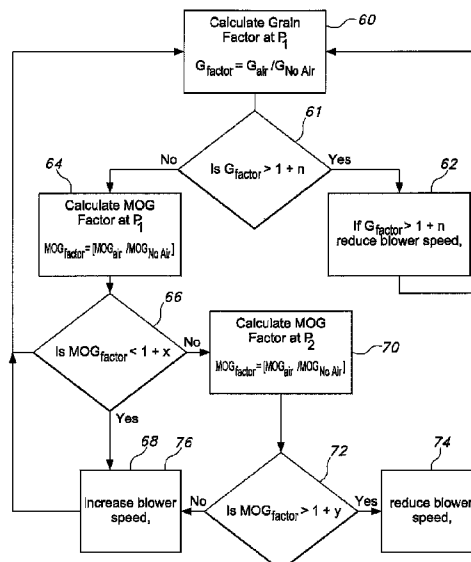 60
Calculate Grain
Factor at P1
Gfactor = Gair /GNo Air
61
Is Gfactor > 1 + n
No
Yes
64
Calculate MOG
Factor at P1
MOGfactor=[MOGair /MOGNo Air]
62
If Gfactor > 1 + n
reduce blower speed,
66
Is MOGfactor < 1 + x
No
Yes
Calculate MOG
Factor at P2
MOGfactor=[MOGair /MOGNo Air]
70
68
76
increase blower
speed,
72
Is MOGfactor > 1 + y
No
Yes
74
reduce blower
speed,